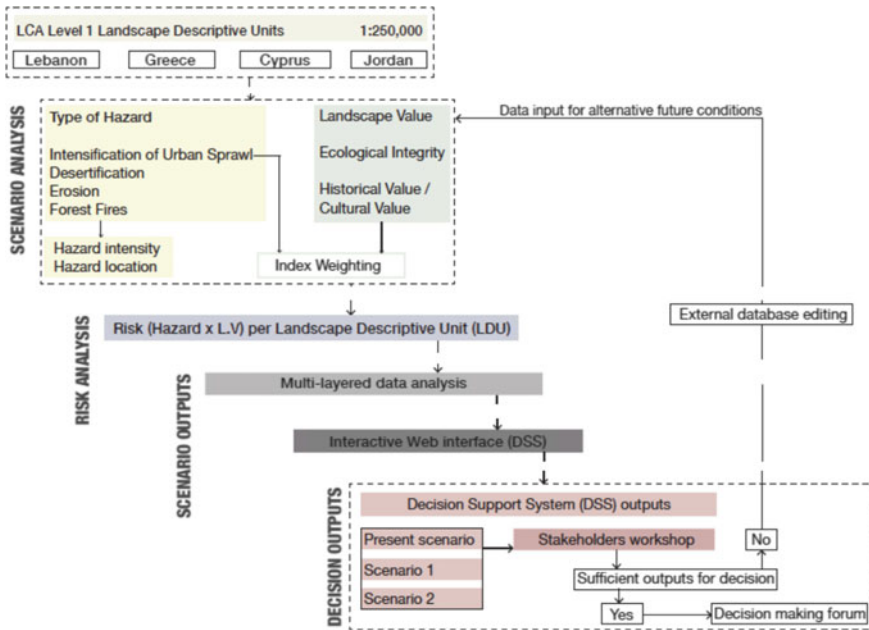 LCA Level 1 Landscape Descriptive Units 1:250,000
Lebanon Greece Cyprus Jordan
SCENARIO ANALYSIS
Type of Hazard
Intensification of Urban Sprawl
Desertification
Erosion
Forest Fires
Hazard intensity
Hazard location
Landscape Value
Ecological Integrity
Historical Value /
Cultural Value
Index Weighting
Data input for alternative future conditions
External database editing
RISK ANALYSIS
Risk (Hazard x L.V) per Landscape Descriptive Unit (LDU)
SCENARIO OUTPUTS
Multi-layered data analysis
Interactive Web interface (DSS)
DECISION OUTPUTS
Decision Support System (DSS) outputs
Present scenario
Scenario 1
Scenario 2
Stakeholders workshop
No
Sufficient outputs for decision
Yes
Decision making forum